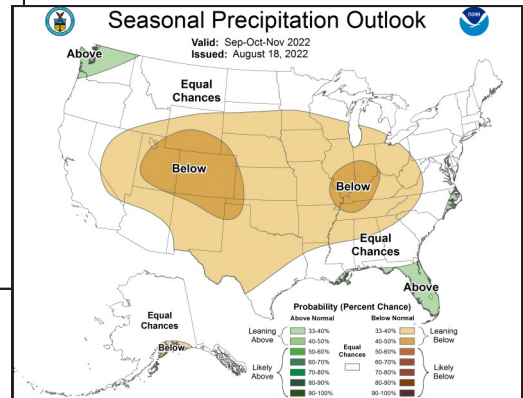 Seasonal Precipitation Outlook
NOAA
Valid: Sep-Oct-Nov 2022
Issued: August 18, 2022
Above
Equal
Chances
Below
Below
Equal
Chances
Above
Equal
Chances
Below
Probability (Percent Chance)
Above Normal
Below Normal
Leaning
Above
33-40%
40-50%
Likely
Above
50-60%
60-70%
70-80%
80-90%
90-100%
Equal
Chances
33-40%
40-50%
Leaning
Below
50-60%
60-70%
70-80%
80-90%
90-100%
Likely
Below